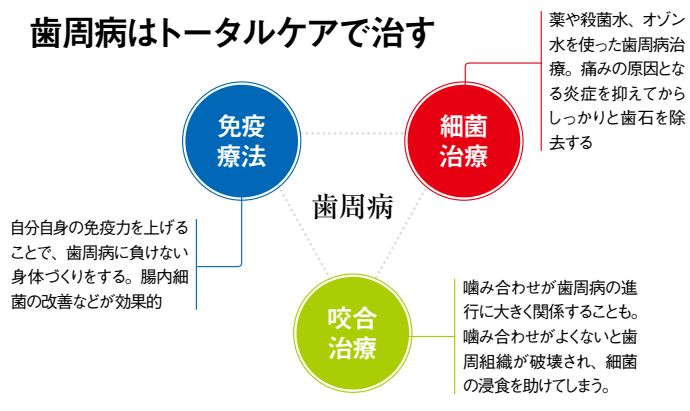 歯周病はトータルケアで治す
薬や殺菌水、オゾン
水を使った歯周病治
療。痛みの原因とな
る炎症を抑えてから
しっかりと歯石を除
去する
免疫
療法
細菌
治療
歯周病
自分自身の免疫力を上げる
ことで、歯周病に負けない
身体づくりをする。腸内細
菌の改善などが効果的
咬合
治療
噛み合わせが歯周病の進
行に大きく関係することも。
噛み合わせがよくないと歯
周組織が破壊され、細菌
の浸食を助けてしまう。